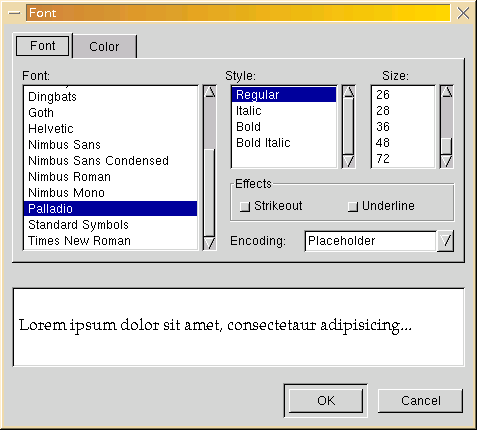 Font
Font
Color
Font:
Style:
Size:
Dingbats
Goth
Helvetic
Nimbus Sans
Nimbus Sans Condensed
Nimbus Roman
Nimbus Mono
Palladio
Standard Symbols
Times New Roman
Regular
Italic
Bold
Bold Italic
26
28
36
48
72
Effects
Strikeout
Underline
Encoding:
Placeholder
Lorem ipsum dolor sit amet, consectetaur adipisicing...
OK
Cancel